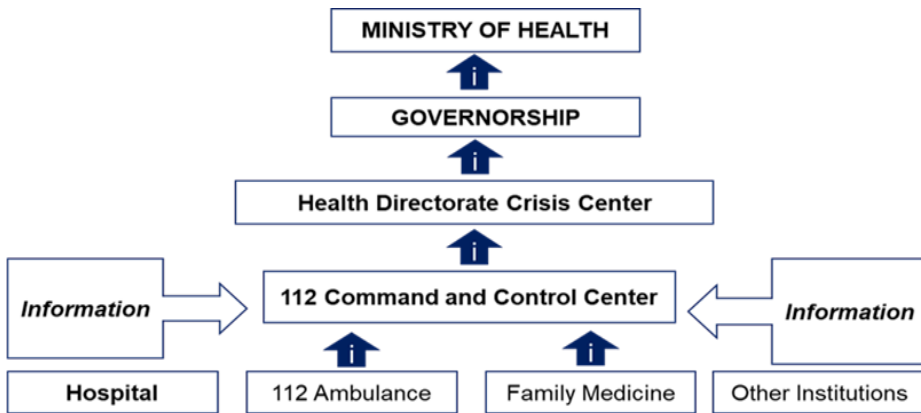 MINISTRY OF HEALTH
i
GOVERNORSHIP
i
Health Directorate Crisis Center
i
Information
112 Command and Control Center
Information
i
i
Hospital
112 Ambulance
Family Medicine
Other Institutions